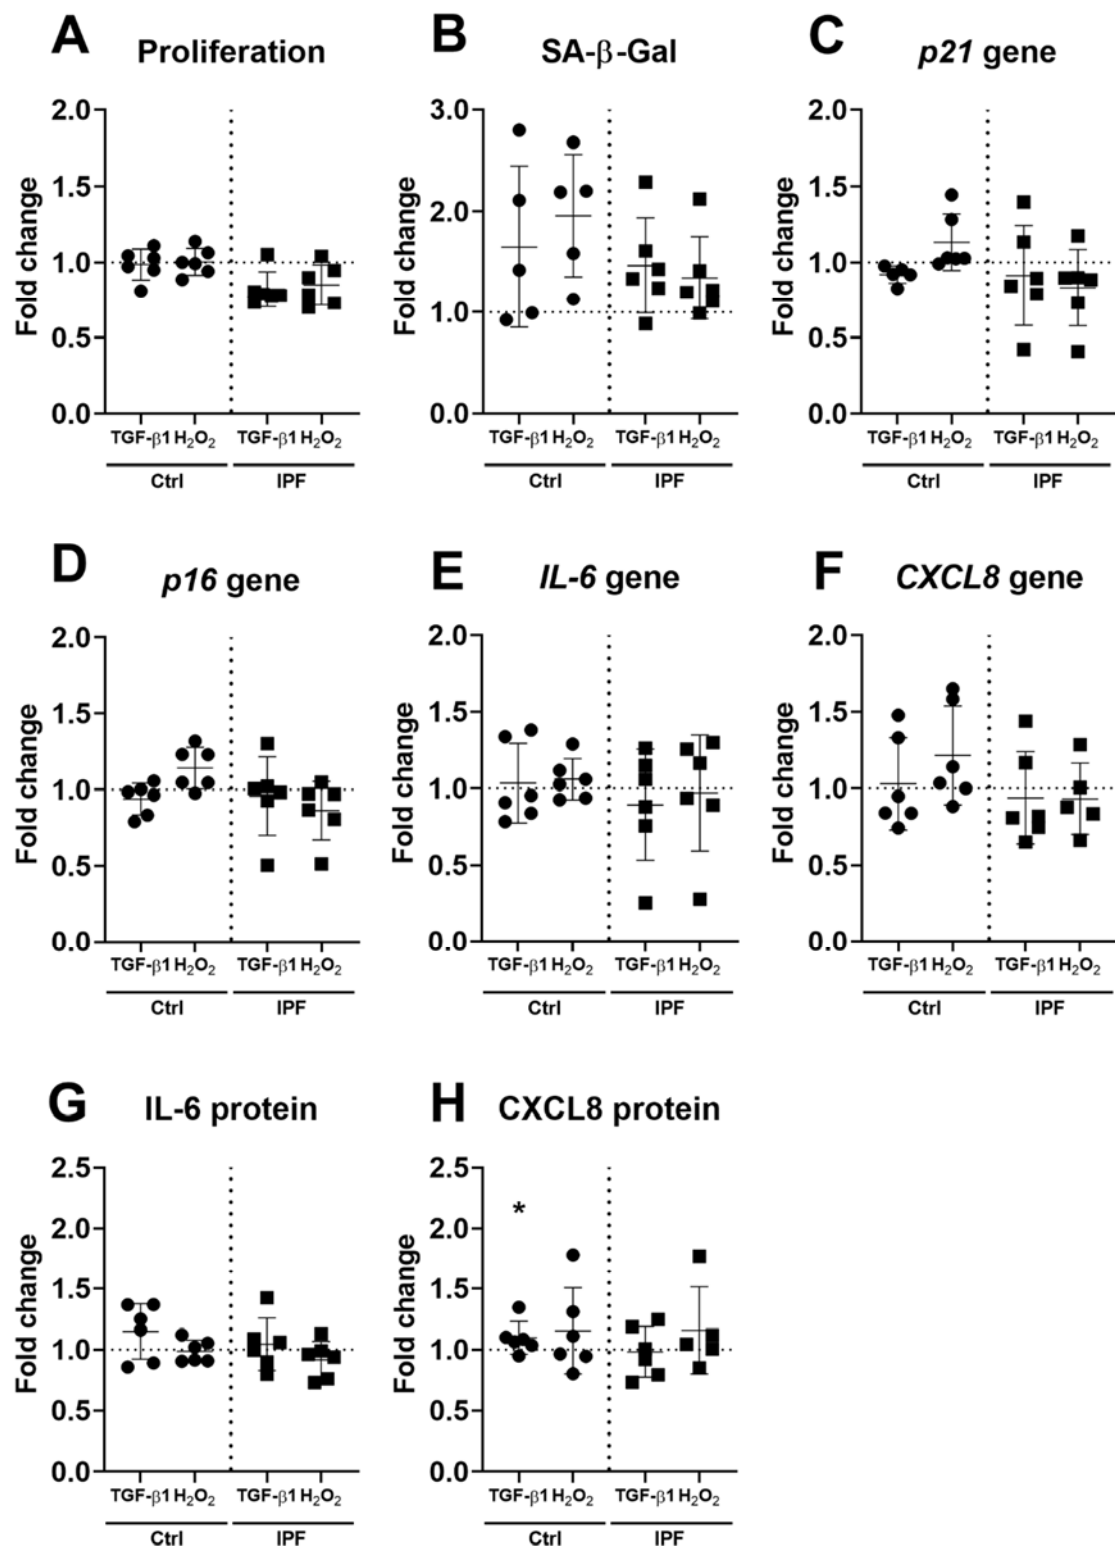 A Proliferation
2.0
1.5
1.0
0.5
0.0
Fold change
TGF-β1 H₂O₂ TGF-β1 H₂O₂
Ctrl IPF
B SA-β-Gal
3.0
2.0
1.0
0.0
Fold change
TGF-β1 H₂O₂ TGF-β1 H₂O₂
Ctrl IPF
C p21 gene
2.0
1.5
1.0
0.5
0.0
Fold change
TGF-β1 H₂O₂ TGF-β1 H₂O₂
Ctrl IPF
D p16 gene
2.0
1.5
1.0
0.5
0.0
Fold change
TGF-β1 H₂O₂ TGF-β1 H₂O₂
Ctrl IPF
E IL-6 gene
2.0
1.5
1.0
0.5
0.0
Fold change
TGF-β1 H₂O₂ TGF-β1 H₂O₂
Ctrl IPF
F CXCL8 gene
2.0
1.5
1.0
0.5
0.0
Fold change
TGF-β1 H₂O₂ TGF-β1 H₂O₂
Ctrl IPF
G IL-6 protein
2.5
2.0
1.5
1.0
0.5
0.0
Fold change
TGF-β1 H₂O₂ TGF-β1 H₂O₂
Ctrl IPF
H CXCL8 protein
2.5
2.0
1.5
1.0
0.5
0.0
Fold change
*
TGF-β1 H₂O₂ TGF-β1 H₂O₂
Ctrl IPF